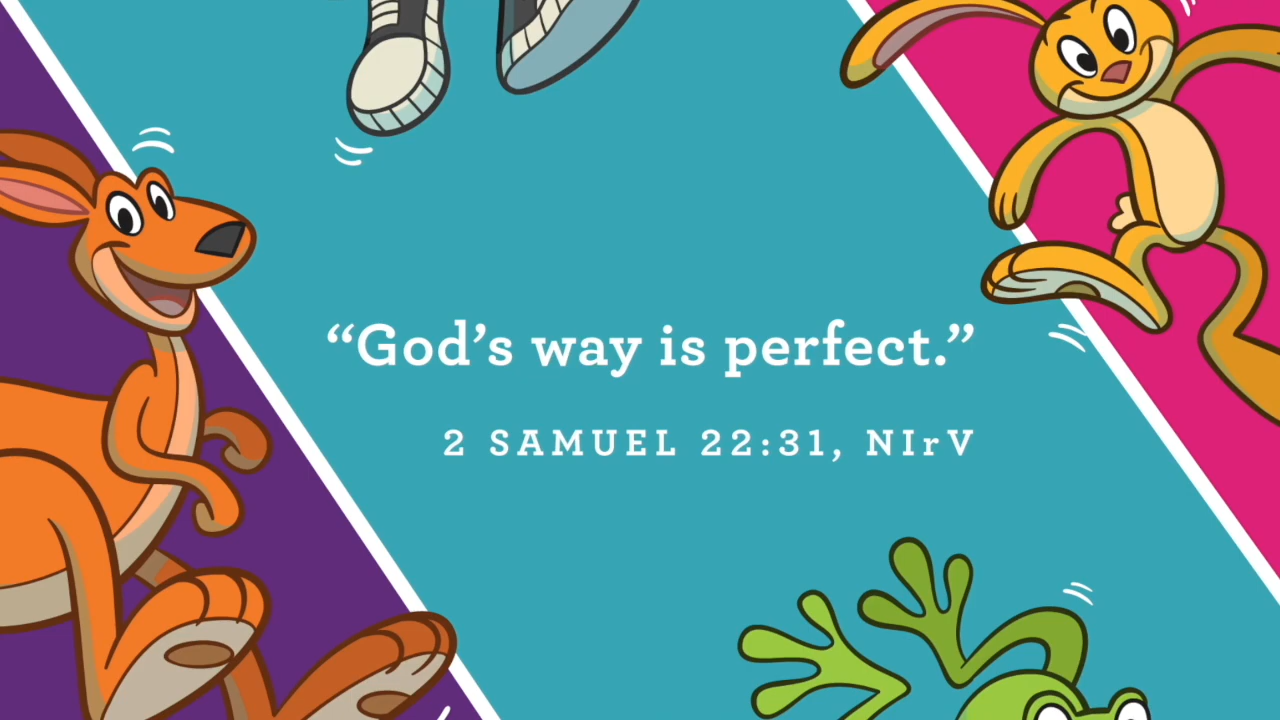 “God’s way is perfect.”
2 SAMUEL 22:31, NIrV